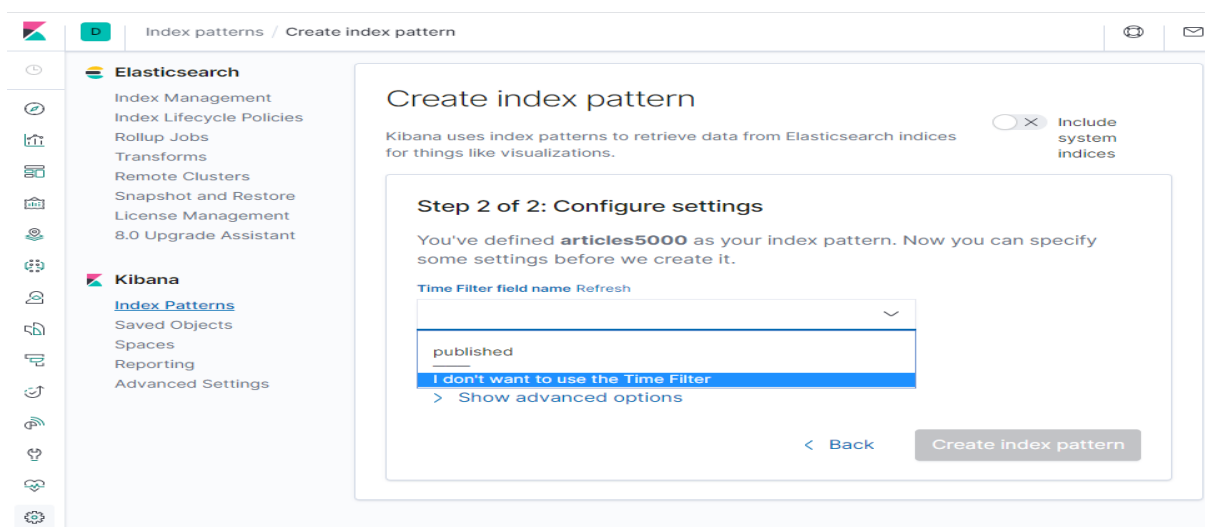 D Index patterns / Create index pattern
Elasticsearch
Index Management
Index Lifecycle Policies
Rollup Jobs
Transforms
Remote Clusters
Snapshot and Restore
License Management
8.0 Upgrade Assistant
Kibana
Index Patterns
Saved Objects
Spaces
Reporting
Advanced Settings
Create index pattern
Kibana uses index patterns to retrieve data from Elasticsearch indices
for things like visualizations.
Include
system
indices
Step 2 of 2: Configure settings
You've defined articles5000 as your index pattern. Now you can specify
some settings before we create it.
Time Filter field name Refresh
published
I don't want to use the Time Filter
> Show advanced options
< Back Create index pattern